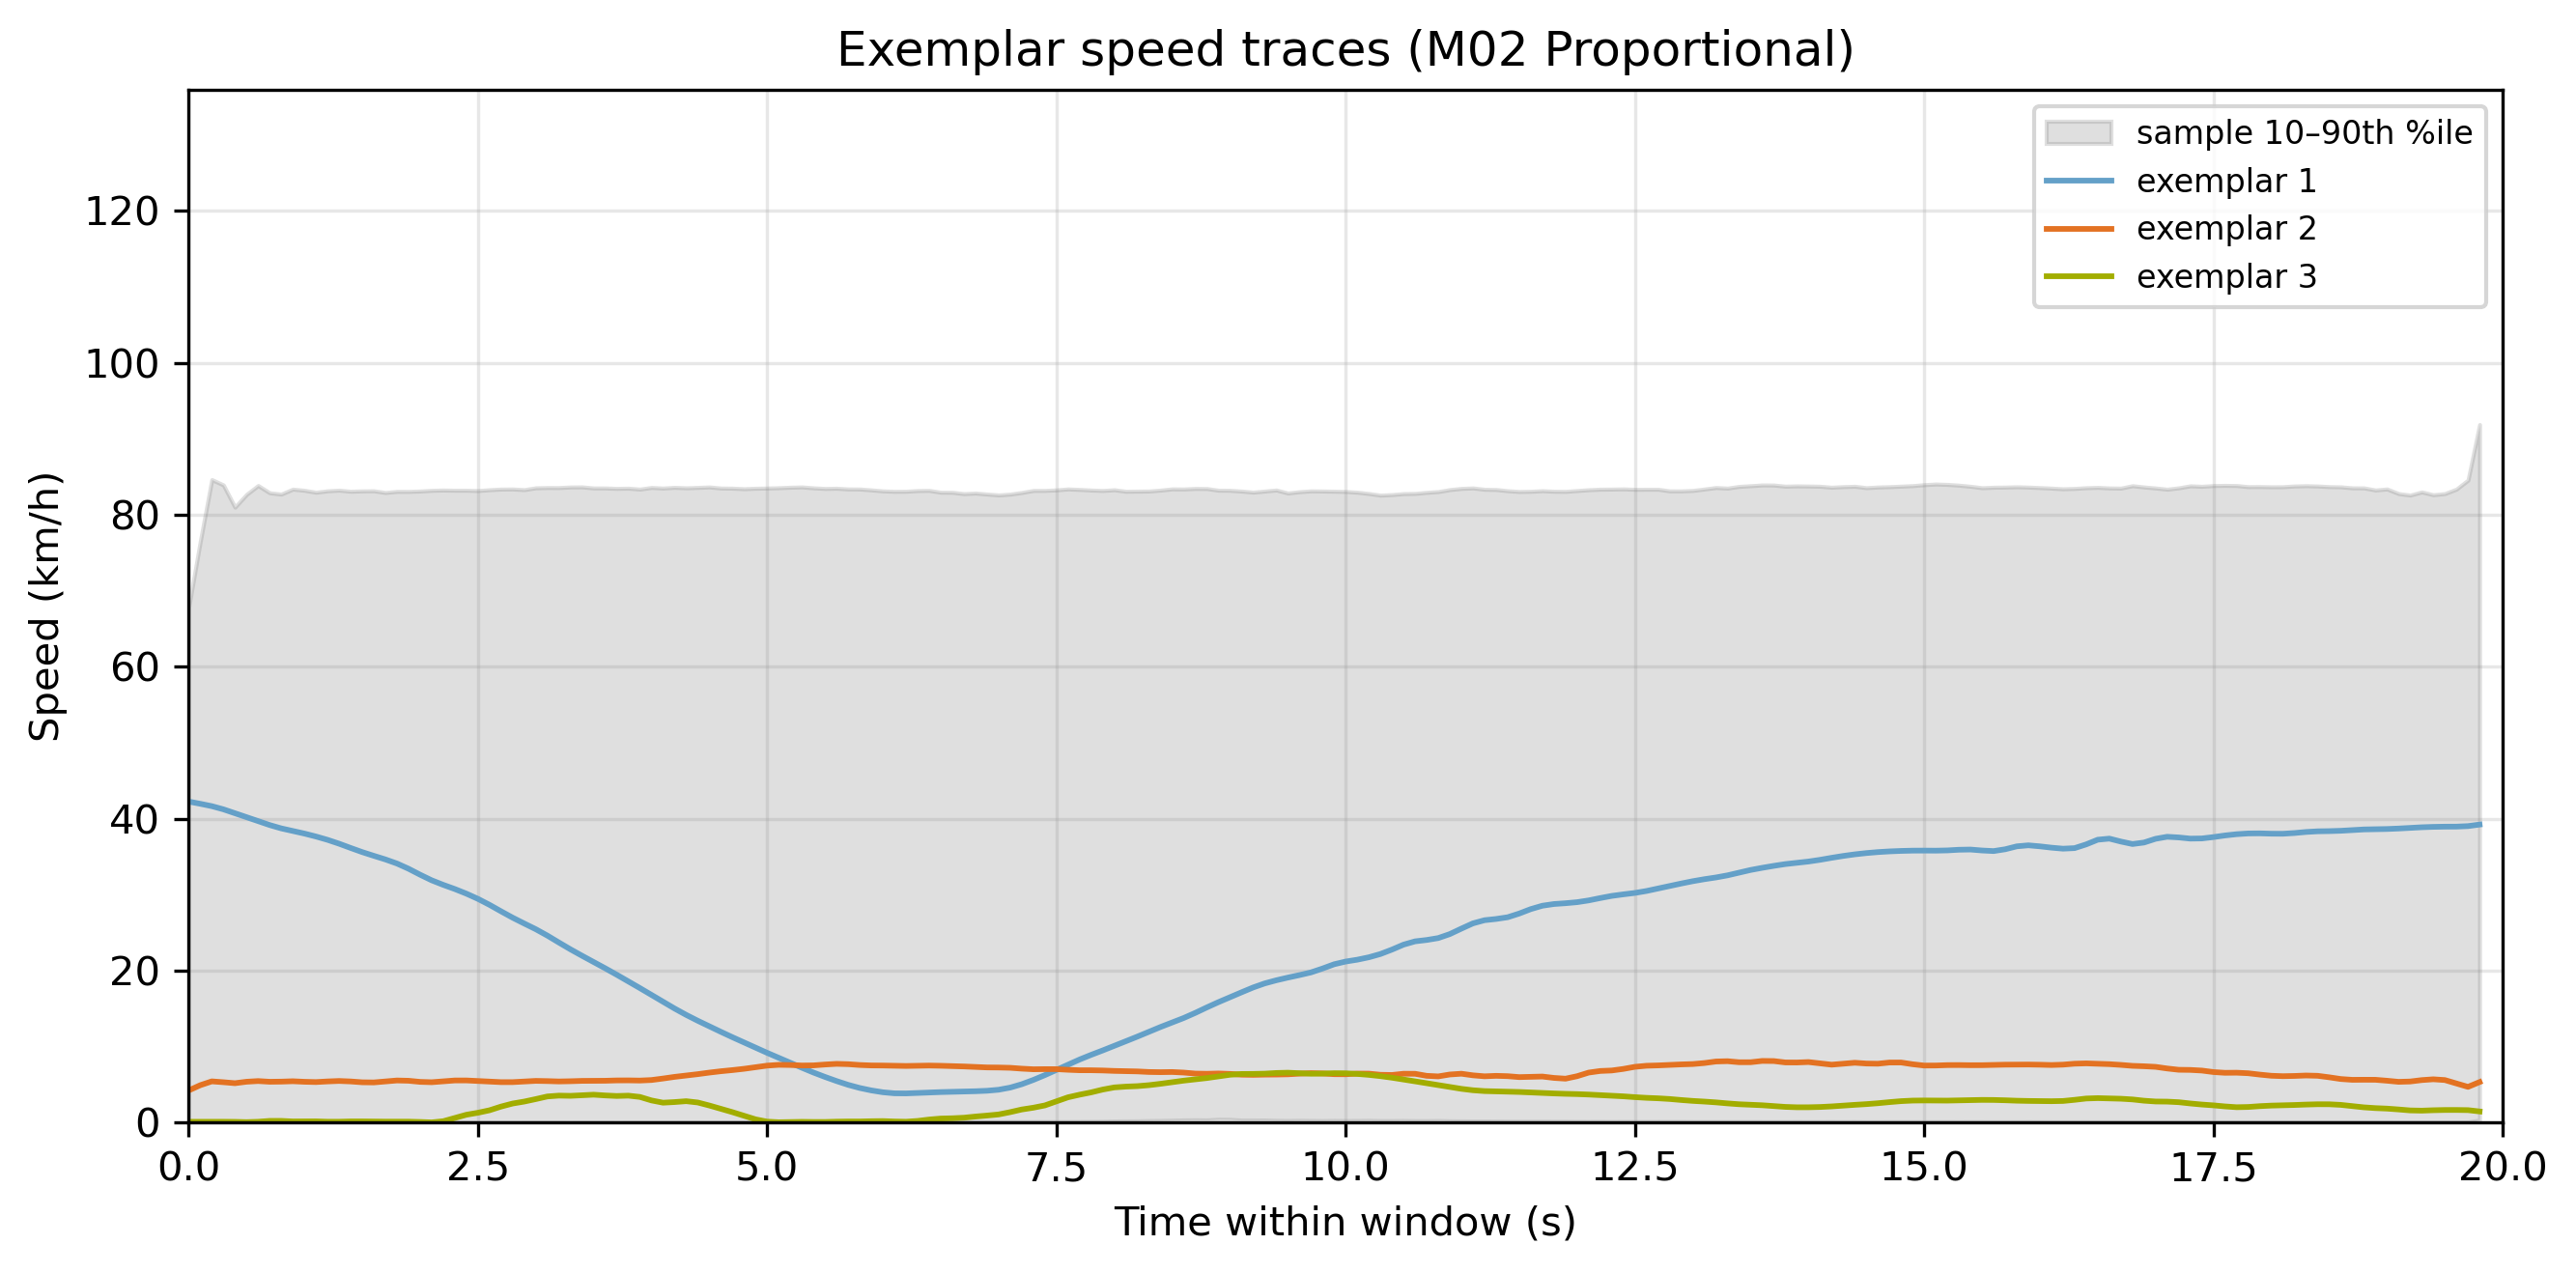 Exemplar speed traces (M02 Proportional)
sample 10–90th %ile
exemplar 1
exemplar 2
exemplar 3
Speed (km/h)
120
100
80
60
40
20
0
0.0 2.5 5.0 7.5 10.0 12.5 15.0 17.5 20.0
Time within window (s)